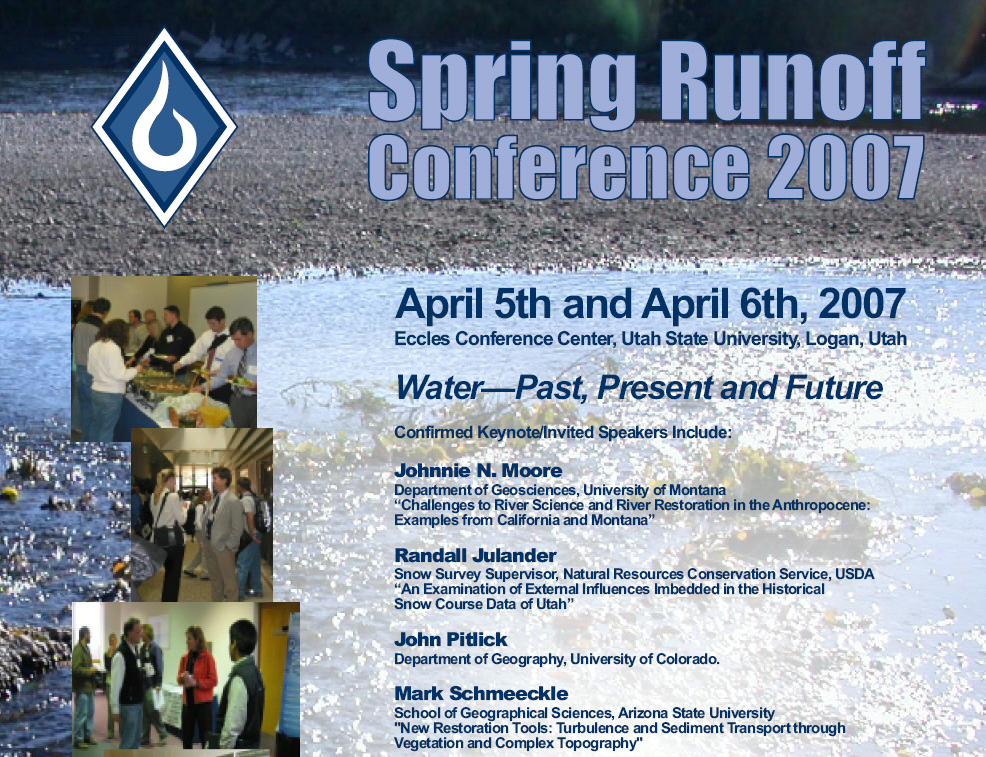 Spring Runoff
Conference 2007
April 5th and April 6th, 2007
Eccles Conference Center, Utah State University, Logan, Utah
Water—Past, Present and Future
Confirmed Keynote/Invited Speakers Include:
Johnnie N. Moore
Department of Geosciences, University of Montana
“Challenges to River Science and River Restoration in the Anthropocene:
Examples from California and Montana”
Randall Julander
Snow Survey Supervisor, Natural Resources Conservation Service, USDA
“An Examination of External Influences Imbedded in the Historical
Snow Course Data of Utah”
John Pitlick
Department of Geography, University of Colorado.
Mark Schmeeckle
School of Geographical Sciences, Arizona State University
"New Restoration Tools: Turbulence and Sediment Transport through
Vegetation and Complex Topography"